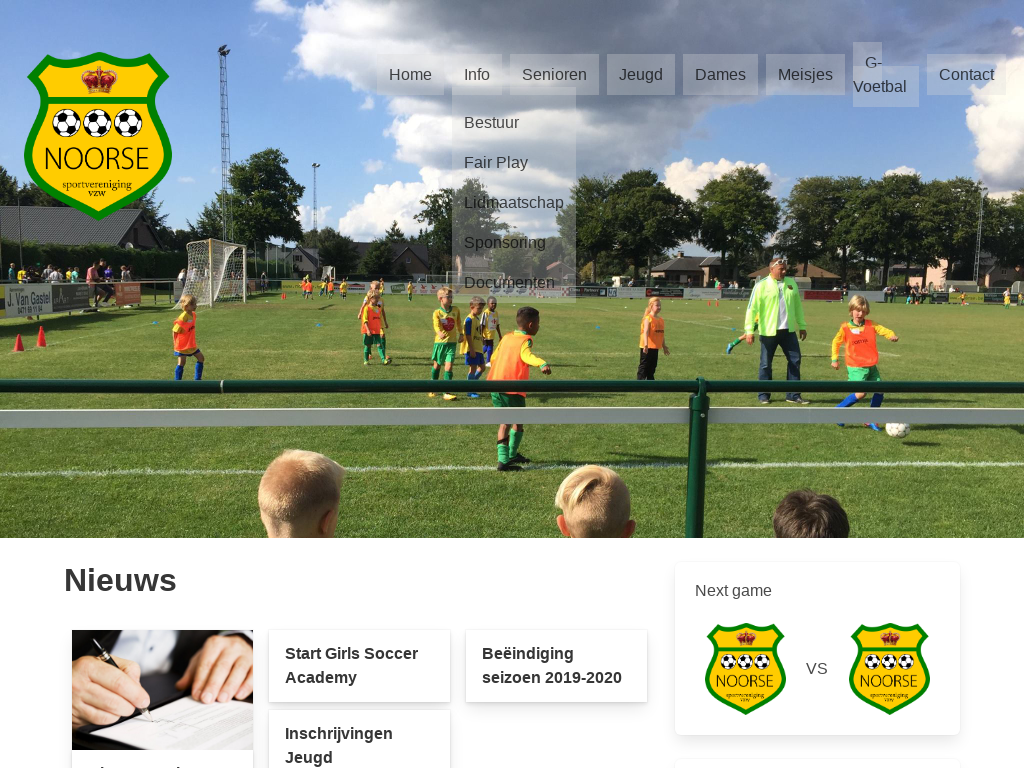 Home
Info
Senioren
Jeugd
Dames
Meisjes
G-
Voetbal
Contact
Bestuur
Fair Play
Lidmaatschap
Sponsoring
Documenten
NOORSE
sportvereniging
vzw
J. Van Gastel
Nieuws
Start Girls Soccer
Academy
Beëindiging
seizoen 2019-2020
Inschrijvingen
Jeugd
Next game
NOORSE
sportvereniging
vzw
VS
NOORSE
sportvereniging
vzw